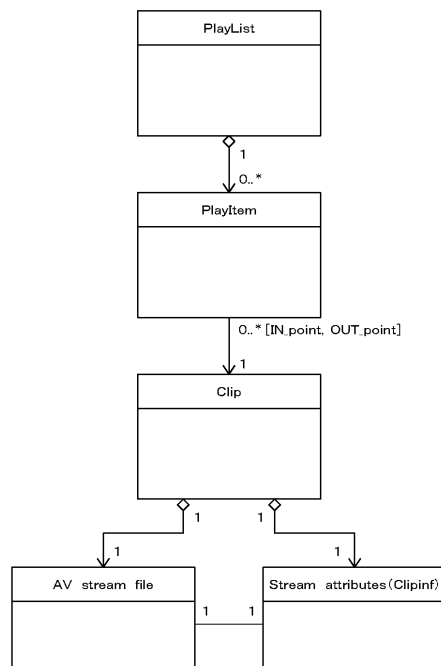 PlayList
1
0..*
PlayItem
0..* [IN_point, OUT_point]
1
Clip
1
1
1
1
AV stream file
Stream attributes(Clipinf)
1
1